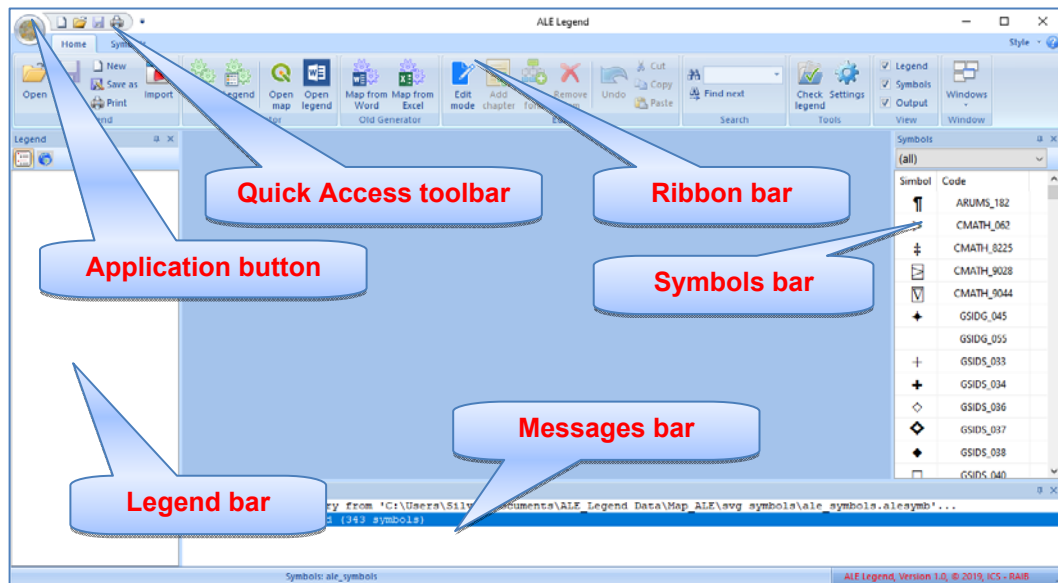 ALE Legend
Home Symbols
Style
Open
New
Save as
Print
Import
Legend
Open map
Open legend
Map from Word
Map from Excel
Old Generator
Edit mode
Add chapter
Remove
Undo
Cut
Copy
Paste
Find next
Search
Check legend
Settings
Tools
Legend
Symbols
Output
View
Windows
Window
Legend
Quick Access toolbar
Ribbon bar
Application button
Symbols bar
Messages bar
Legend bar
Symbols
(all)
Simbol Code
ARUMS_182
CMATH_062
CMATH_8225
CMATH_9028
CMATH_9044
GSIDG_045
GSIDG_055
GSIDS_033
GSIDS_034
GSIDS_036
GSIDS_037
GSIDS_038
GSIDS_040
from 'C:\Users\Silv ocuments\ALE_Legend Data\Map_ALE\svg symbols\ale_symbols.alesymb'...
(343 symbols)
Symbols: ale_symbols
ALE Legend, Version 1.0, © 2019, ICS - RAIB